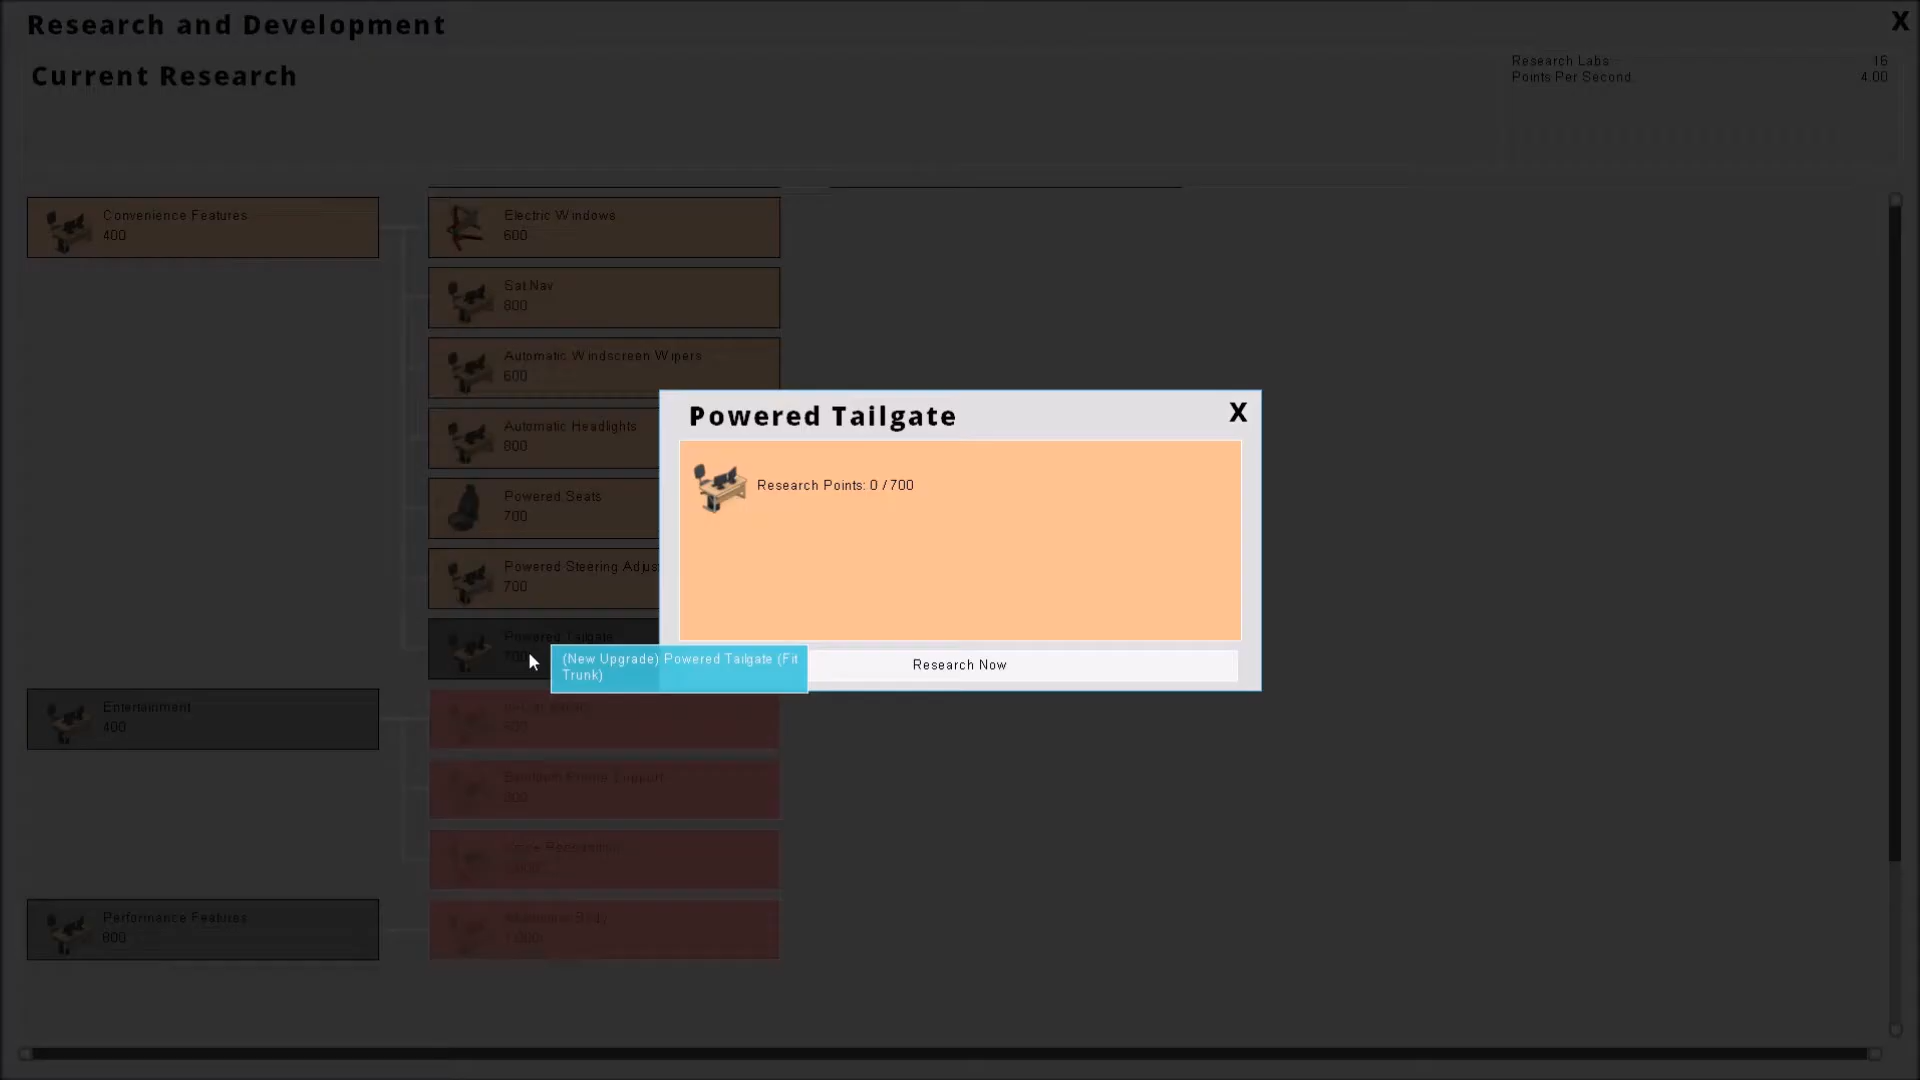 Research and Development
X
Current Research
Research Labs 16
Points Per Second 4.00
Convenience Features
400
Electric Windows
600
Sat Nav
800
Automatic Windscreen Wipers
600
Automatic Headlights
800
Powered Seats
700
Powered Steering Adjus
700
Powered Tailgate
700
Powered Tailgate
X
Research Points: 0 / 700
Research Now
(New Upgrade) Powered Tailgate (Fit
Trunk)
Entertainment
400
Support
Performance Features
800